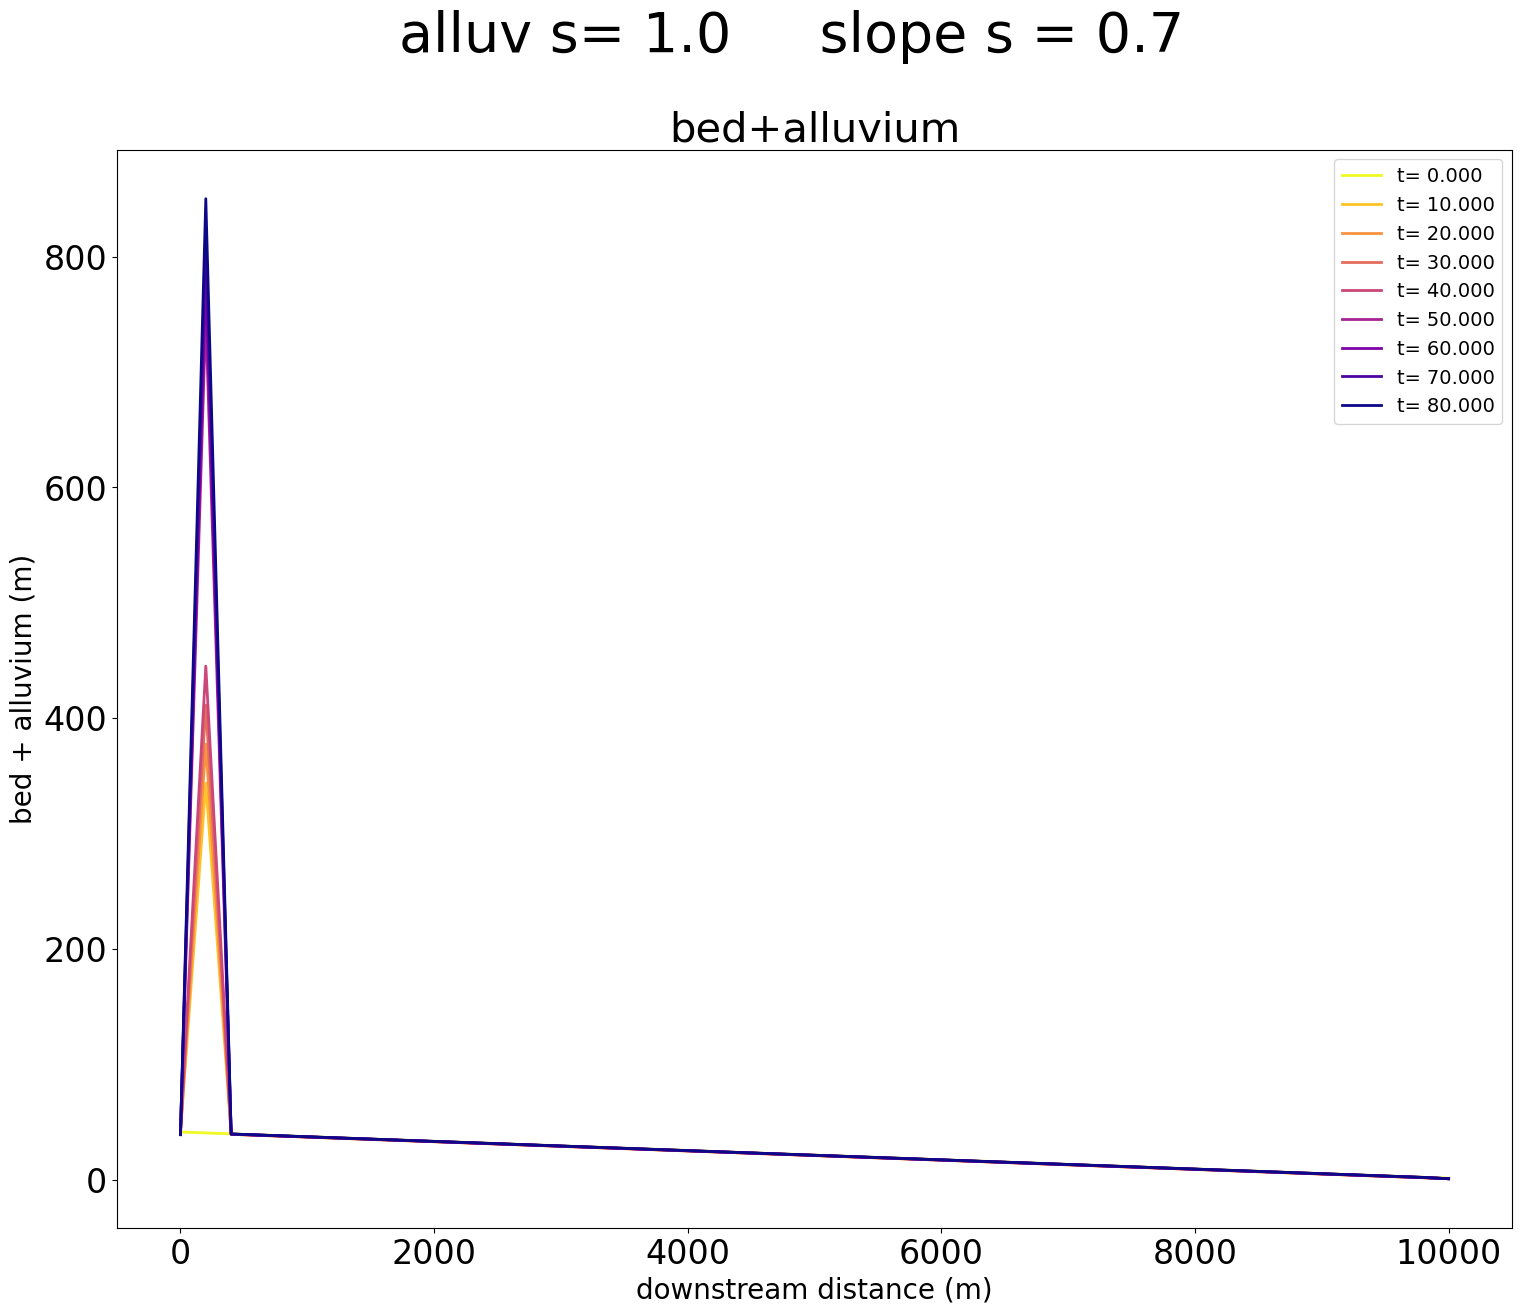 alluv s= 1.0 slope s = 0.7
bed+alluvium
t= 0.000
t= 10.000
t= 20.000
t= 30.000
t= 40.000
t= 50.000
t= 60.000
t= 70.000
t= 80.000
800
600
400
200
0
bed + alluvium (m)
0 2000 4000 6000 8000 10000
downstream distance (m)